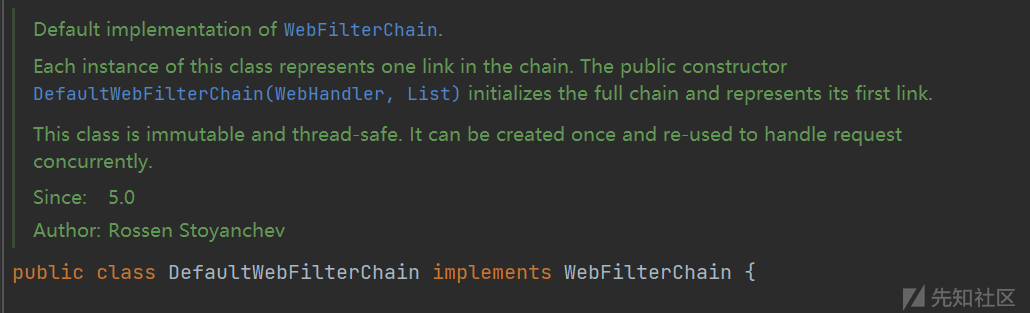 Default implementation of WebFilterChain.
Each instance of this class represents one link in the chain. The public constructor
DefaultWebFilterChain(WebHandler, List) initializes the full chain and represents its first link.
This class is immutable and thread-safe. It can be created once and re-used to handle request
concurrently.
Since: 5.0
Author: Rossen Stoyanchev
public class DefaultWebFilterChain implements WebFilterChain {
先知社区